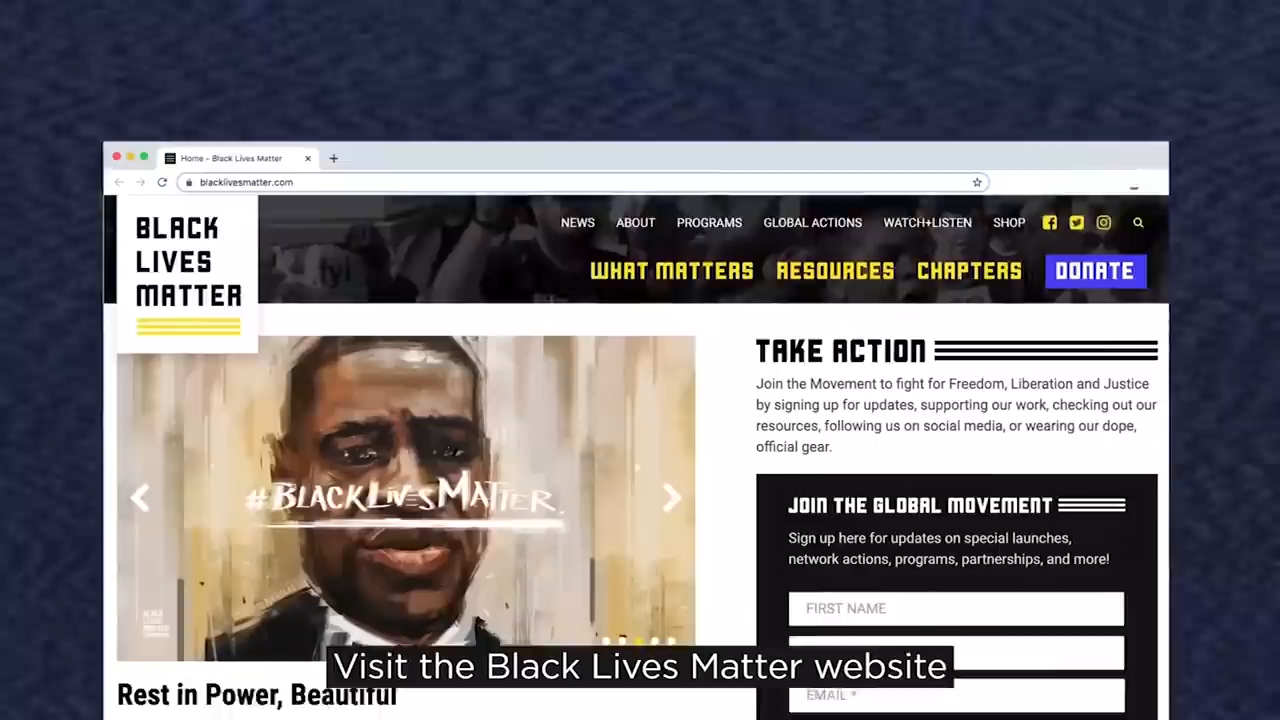 Home - Black Lives Matter
blacklivesmatter.com
BLACK
LIVES
MATTER
NEWS ABOUT PROGRAMS GLOBAL ACTIONS WATCH+LISTEN SHOP
WHAT MATTERS RESOURCES CHAPTERS DONATE
#BLACKLIVESMATTER.
Rest in Power, Beautiful
TAKE ACTION
Join the Movement to fight for Freedom, Liberation and Justice
by signing up for updates, supporting our work, checking out our
resources, following us on social media, or wearing our dope,
official gear.
JOIN THE GLOBAL MOVEMENT
Sign up here for updates on special launches,
network actions, programs, partnerships, and more!
FIRST NAME
EMAIL *
Visit the Black Lives Matter website